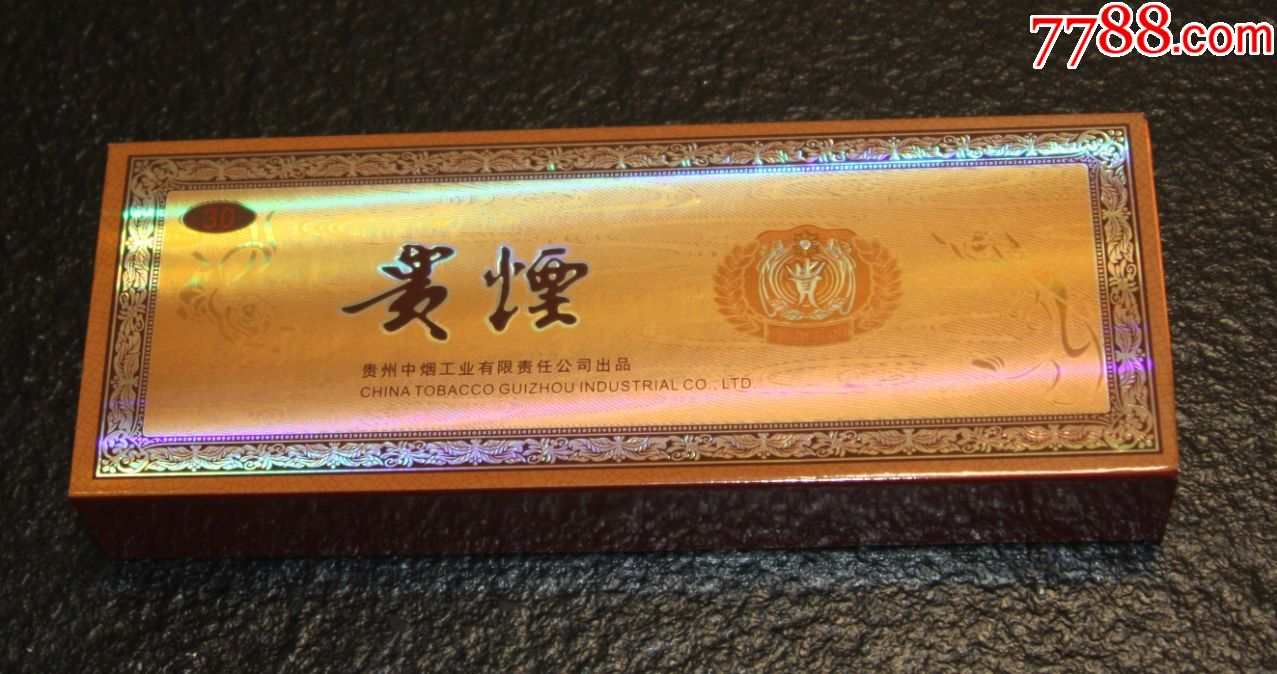 7788.com
30
贵煙
贵州中烟工业有限责任公司出品
CHINA TOBACCO GUIZHOU INDUSTRIAL CO., LTD.